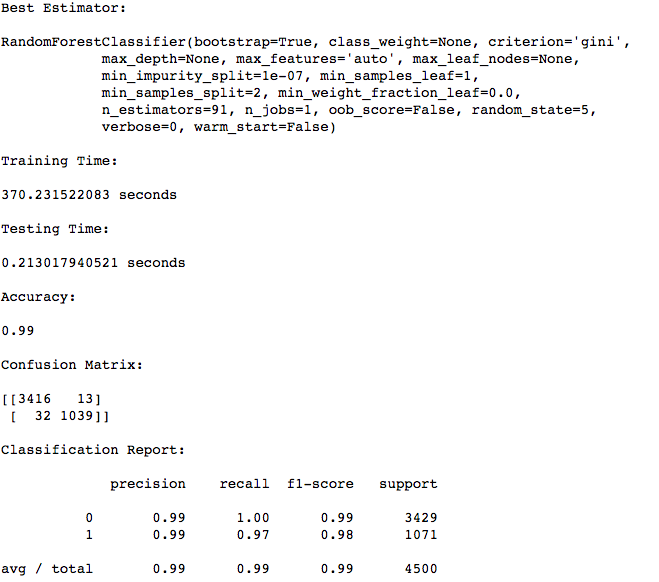 Best Estimator:
RandomForestClassifier(bootstrap=True, class_weight=None, criterion='gini',
            max_depth=None, max_features='auto', max_leaf_nodes=None,
            min_impurity_split=1e-07, min_samples_leaf=1,
            min_samples_split=2, min_weight_fraction_leaf=0.0,
            n_estimators=91, n_jobs=1, oob_score=False, random_state=5,
            verbose=0, warm_start=False)
Training Time:
370.231522083 seconds
Testing Time:
0.213017940521 seconds
Accuracy:
0.99
Confusion Matrix:
[[3416   13]
 [  32 1039]]
Classification Report:
             precision    recall  f1-score   support
          0       0.99      1.00      0.99      3429
          1       0.99      0.97      0.98      1071
avg / total       0.99      0.99      0.99      4500